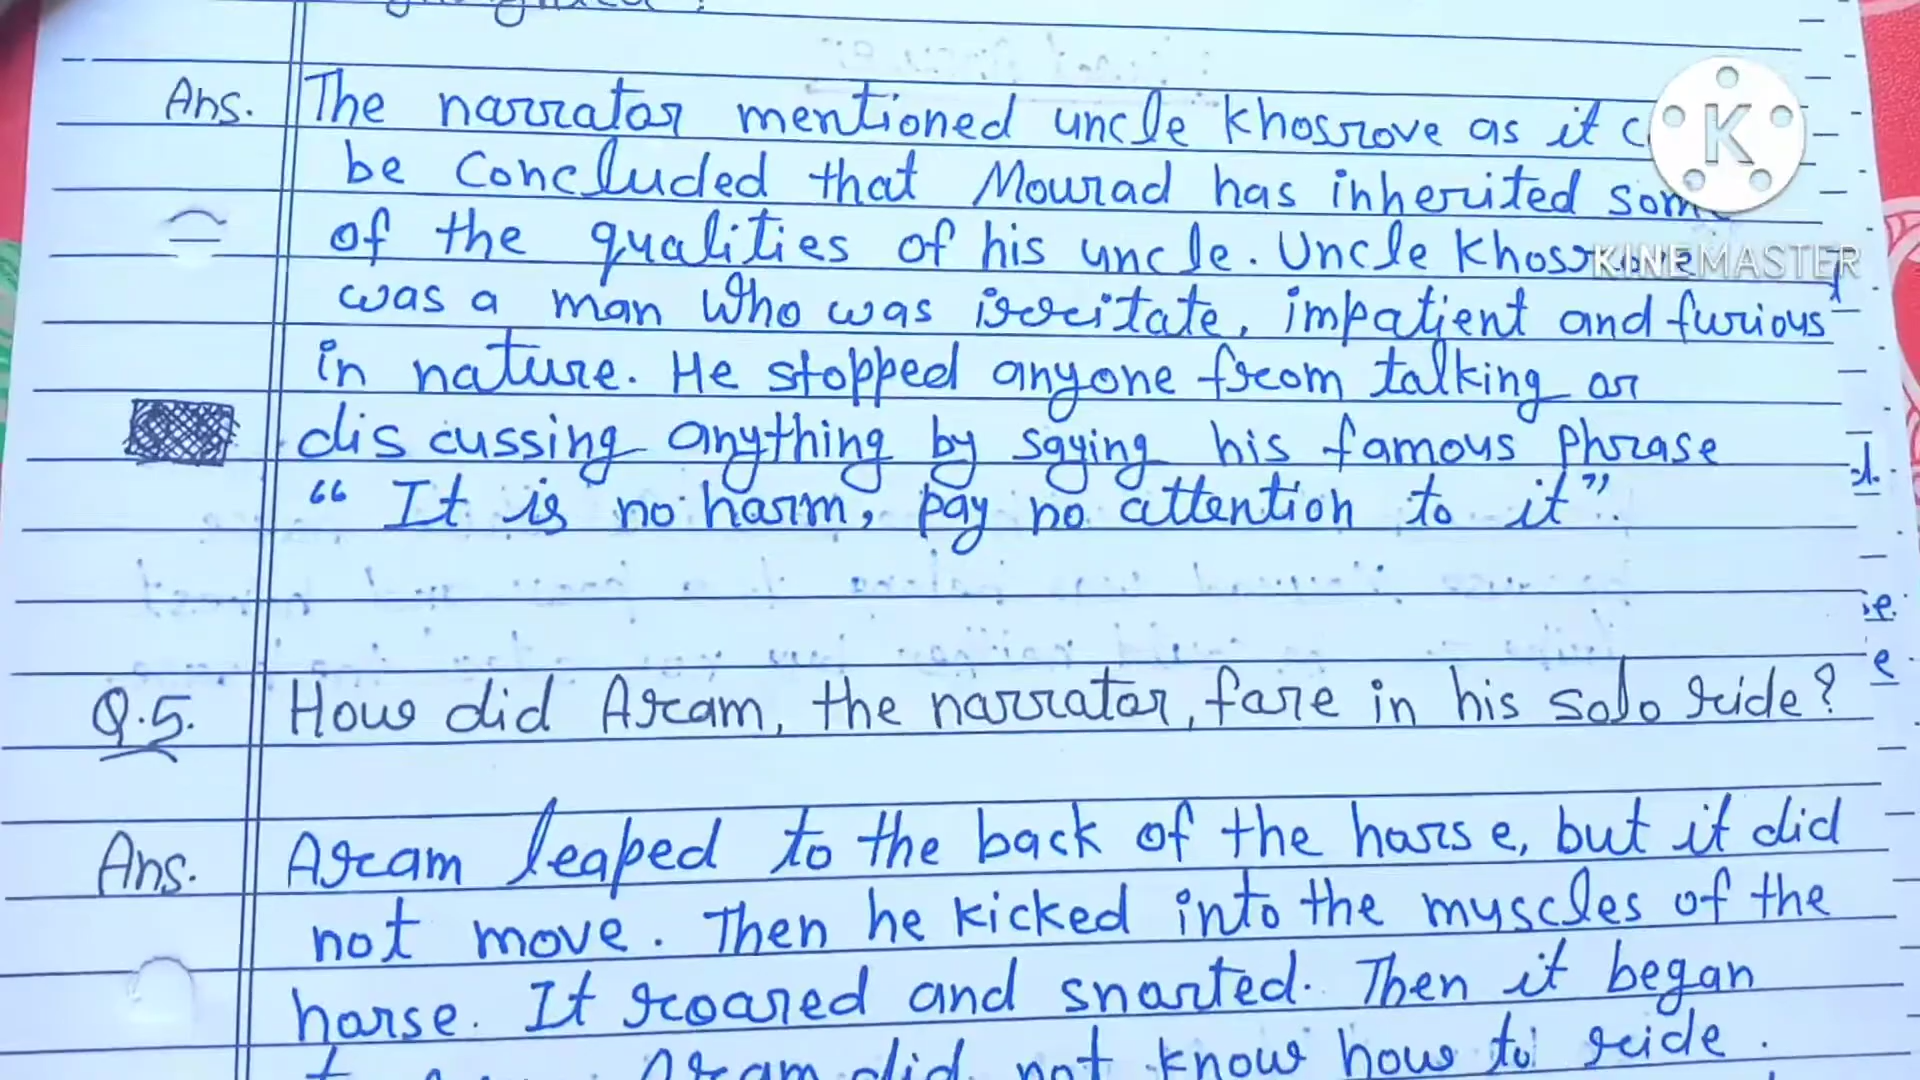 Ans. The narrator mentioned uncle Khosrove as it
be concluded that Mourad has inherited some
of the qualities of his uncle. Uncle Khosrove
was a man who was irritate, impatient and furious
in nature. He stopped anyone from talking or
discussing anything by saying his famous phrase
“ It is no harm, pay no attention to it”.
Q.5. How did Aram, the narrator, fare in his solo ride?
Ans. Aram leaped to the back of the horse, but it did
not move. Then he kicked into the muscles of the
horse. It roared and snorted. Then it began
Aram did not know how to ride.
K
KINEMASTER